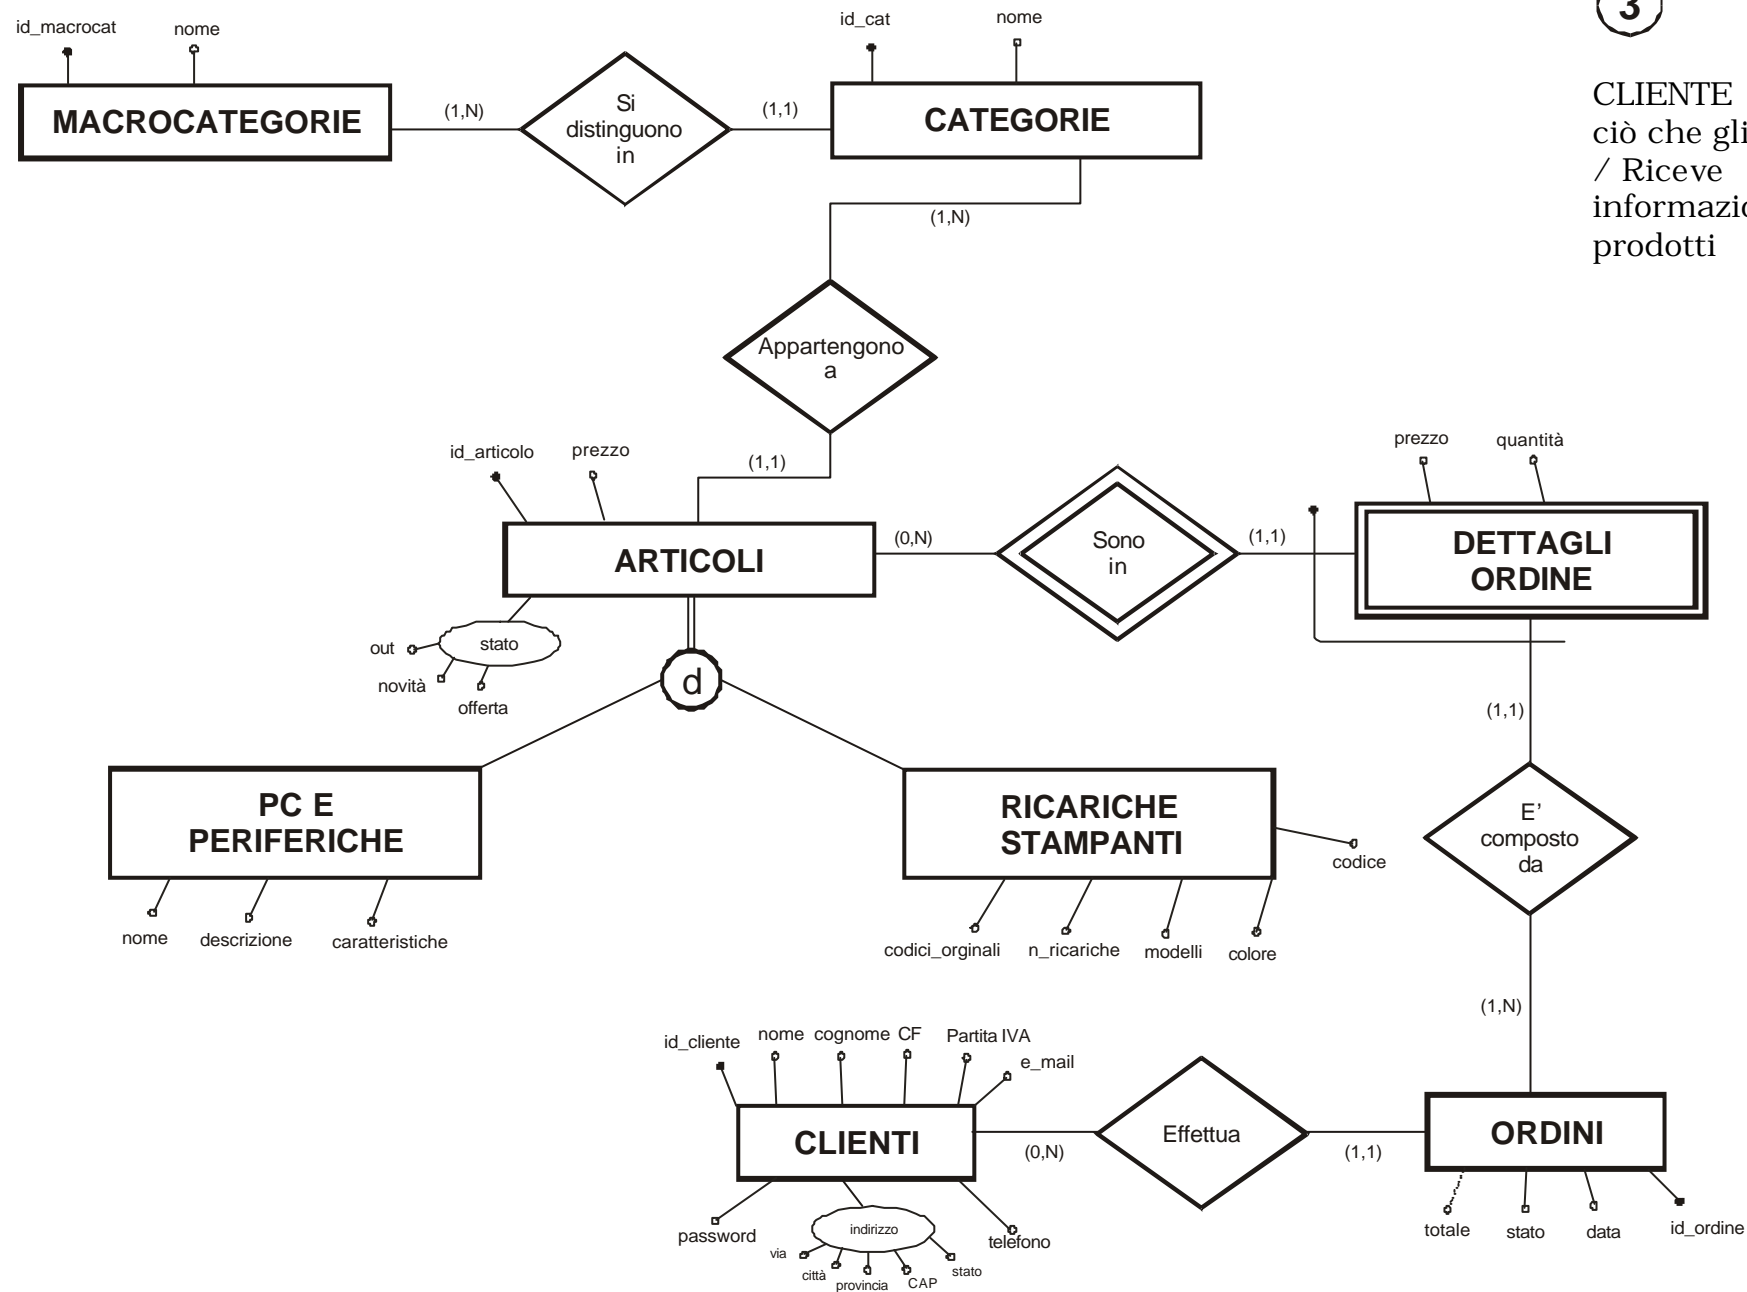 id_macrocat
nome
id_cat
nome
3
MACROCATEGORIE
(1,N)
Si
distinguono
in
(1,1)
CATEGORIE
CLIENTE
ciò che gli
/ Riceve
prodotti
(1,N)
Appartengono
a
(1,1)
id_articolo
prezzo
prezzo
quantità
ARTICOLI
(0,N)
Sono
in
(1,1)
DETTAGLI
ORDINE
stato
out
novità
offerta
d
(1,1)
PC E
PERIFERICHE
RICARICHE
STAMPANTI
codice
E'
composto
da
nome
descrizione
caratteristiche
codici_orginali
n_ricariche
modelli
colore
(1,N)
id_cliente
nome
cognome
CF
Partita IVA
e_mail
CLIENTI
(0,N)
Effettua
(1,1)
ORDINI
password
indirizzo
telefono
via
città
provincia
CAP
stato
totale
stato
data
id_ordine